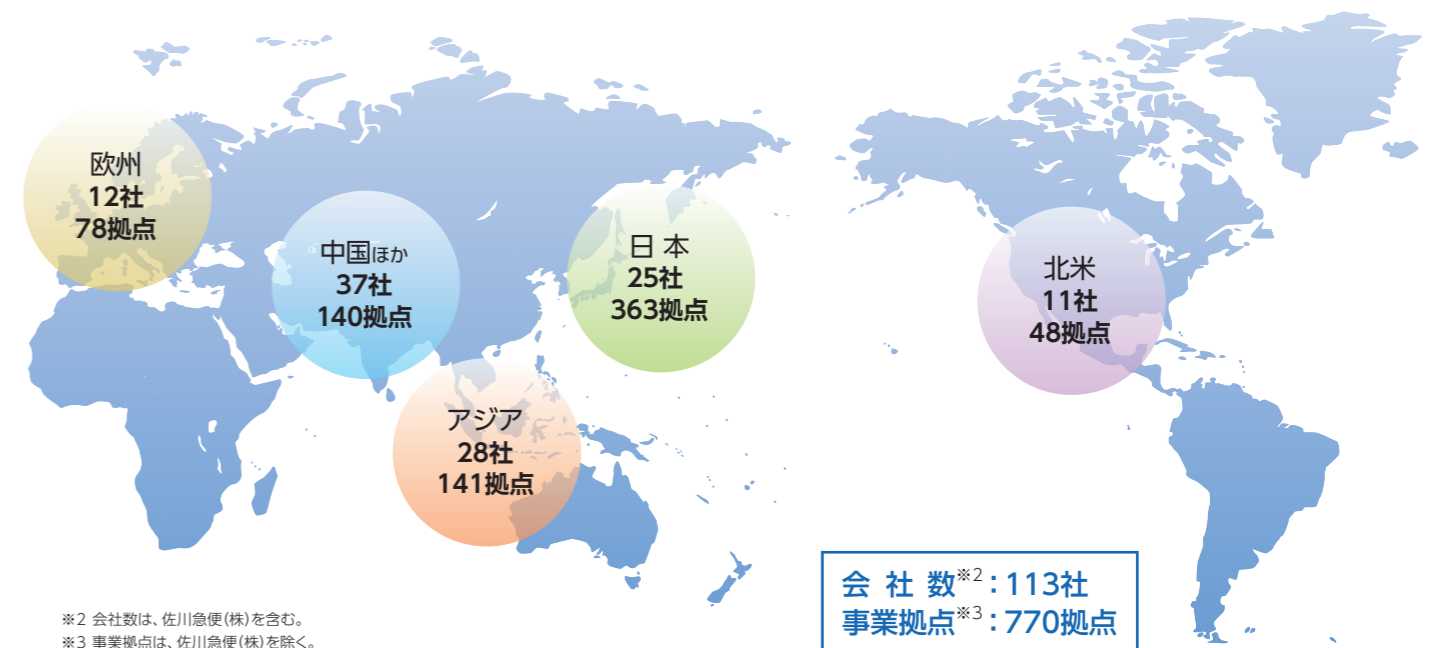 欧州
12社
78拠点
中国ほか
37社
140拠点
日 本
25社
363拠点
北米
11社
48拠点
アジア
28社
141拠点
会 社 数※2：113社
事業拠点※3：770拠点
※2 会社数は、佐川急便(株)を含む。
※3 事業拠点は、佐川急便(株)を除く。